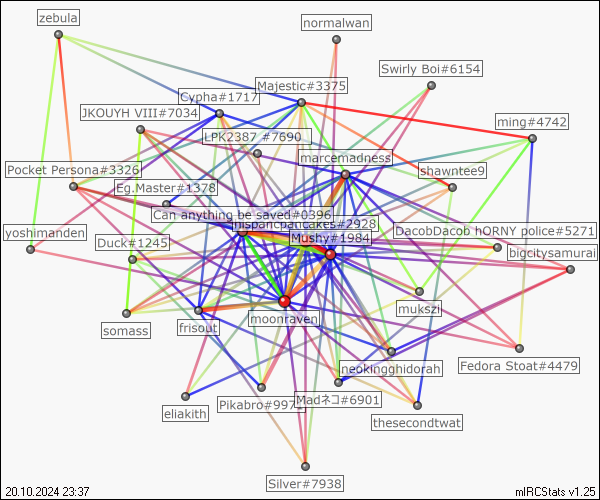 zebula
normalwan
Swirly Boi#6154
Majestic#3375
Cypha#1717
JKOUYH VIII#7034
ming#4742
LPK2387 #7690
marcemadness
Pocket Persona#3326
shawntee9
Eg.Master#1378
Can anything be saved#0396
hispanicpancakes#2928
yoshimanden
Mushy#1984
DacobDacob hORNY police#5271
Duck#1245
bigcitysamurai
mukszi
moonraven
somass
frisout
neokingghidorah
Fedora Stoat#4479
eliakith
Pikabro#997
Madネコ#6901
thesecondtwat
Silver#7938
20.10.2024 23:37
mIRCStats v1.25